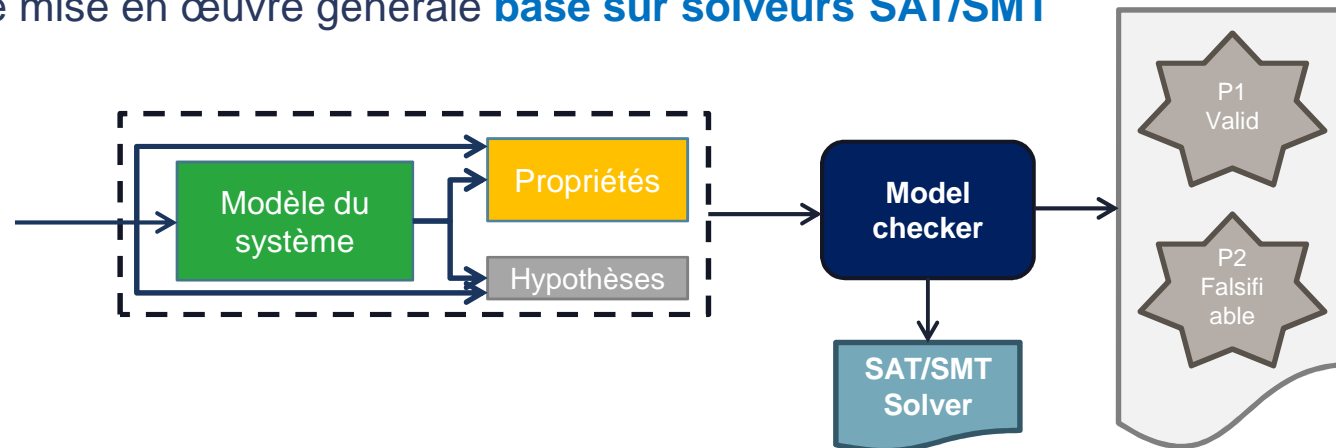 e mise en œuvre générale basé sur solveurs SAT/SMT
P1
Valid
Propriétés
Modèle du
système
Model
checker
Hypothèses
P2
Falsifi
able
SAT/SMT
Solver